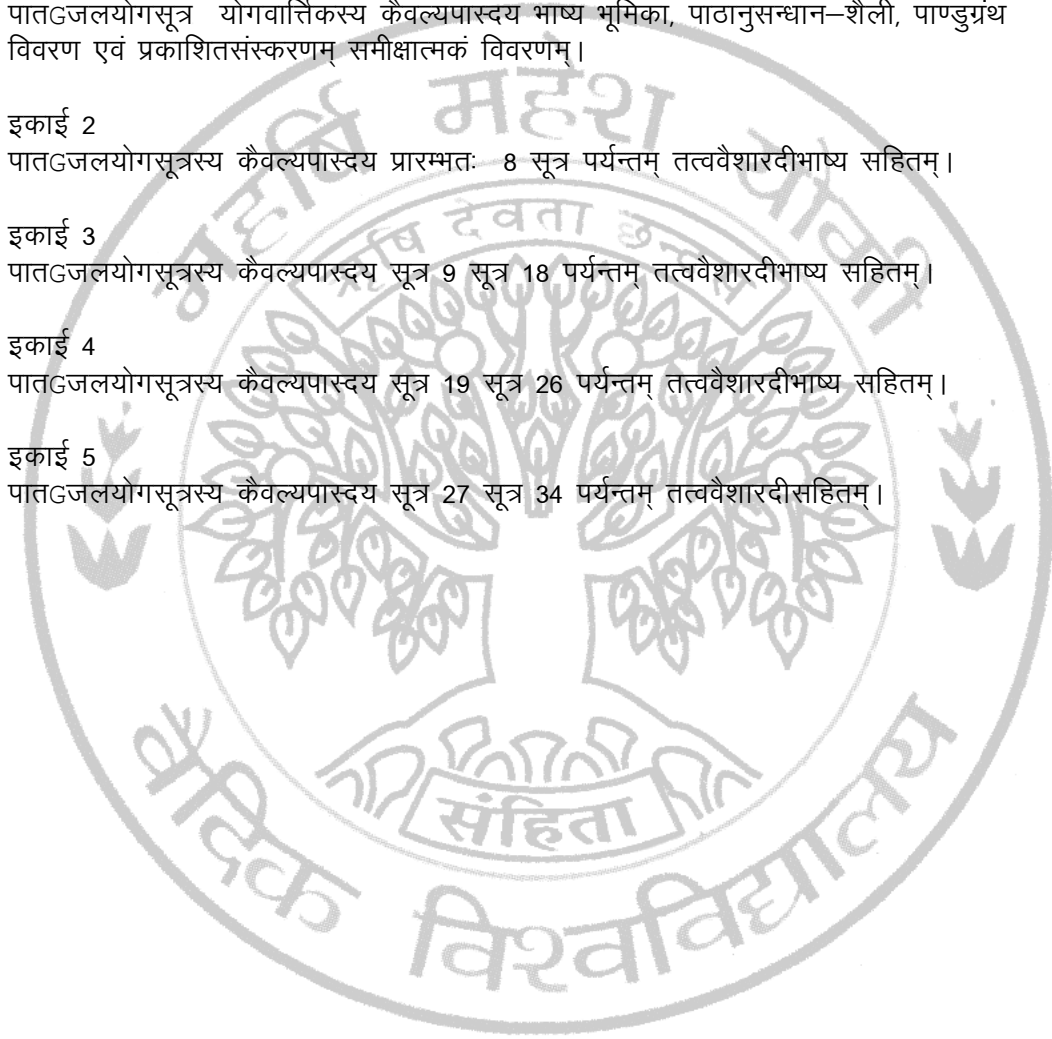 पातGजलयोगसूत्र योगवार्त्तिकस्य कैवल्यपास्दय भाष्य भूमिका, पाठानुसन्धान–शैली, पाण्डुग्रंथ
विवरण एवं प्रकाशितसंस्करणम् समीक्षात्मकं विवरणम्।
इकाई 2
पातGजलयोगसूत्रस्य कैवल्यपास्दय प्रारम्भतः 8 सूत्र पर्यन्तम् तत्ववैशारदीभाष्य सहितम्।
इकाई 3
पातGजलयोगसूत्रस्य कैवल्यपास्दय सूत्र 9 सूत्र 18 पर्यन्तम् तत्ववैशारदीभाष्य सहितम्।
इकाई 4
पातGजलयोगसूत्रस्य कैवल्यपास्दय सूत्र 19 सूत्र 26 पर्यन्तम् तत्ववैशारदीभाष्य सहितम्।
इकाई 5
पातGजलयोगसूत्रस्य कैवल्यपास्दय सूत्र 27 सूत्र 34 पर्यन्तम् तत्ववैशारदीसहितम्।
महर्षि महेश योगी
ऋषि देवता छन्दस
संहिता
वैदिक विश्वविद्यालय